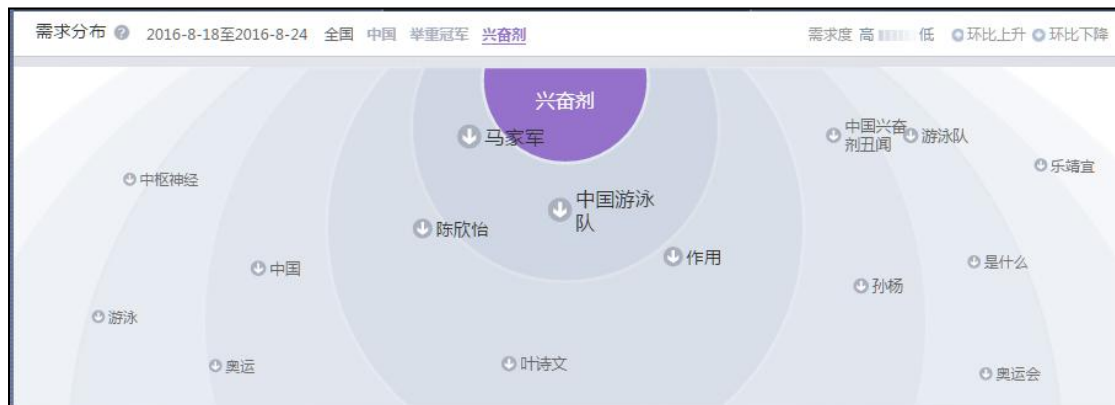 需求分布 ? 2016-8-18至2016-8-24 全国 中国 举重冠军 兴奋剂 需求度 高 低 环比上升 环比下降
兴奋剂
马家军
中国兴奋
剂丑闻
游泳队
乐靖宜
中枢神经
中国游泳
队
陈欣怡
作用
中国
是什么
孙杨
游泳
奥运
叶诗文
奥运会